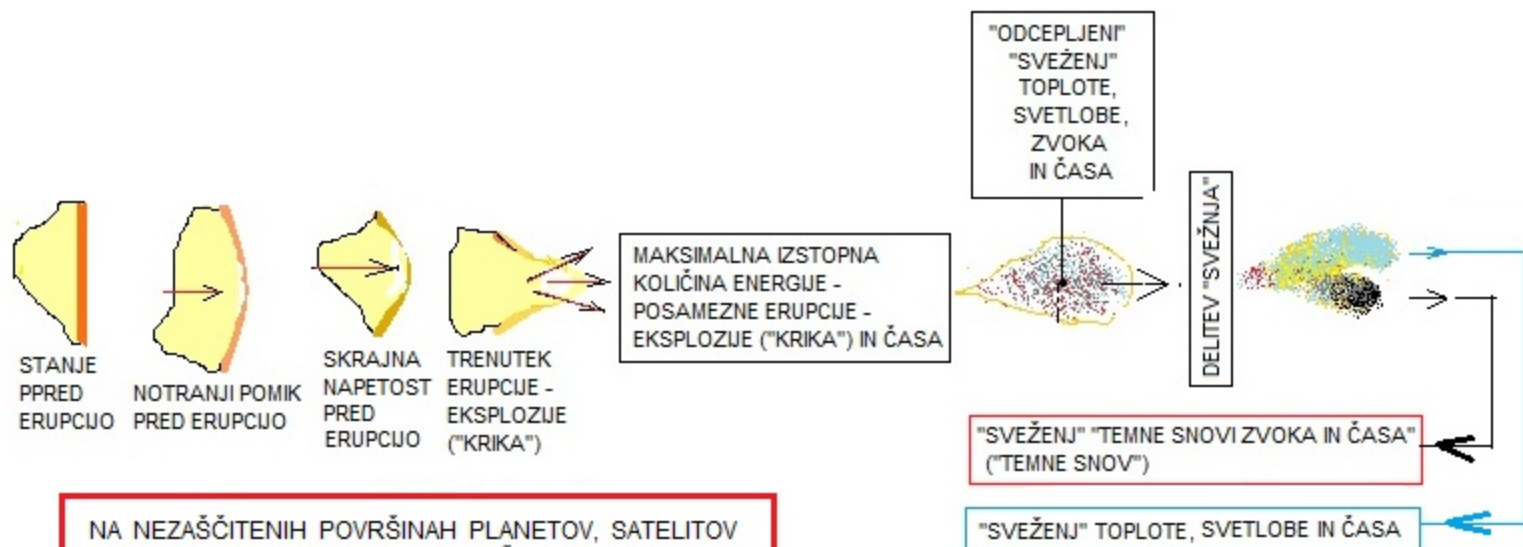 "ODCEPLJENI"
"SVEŽENJ"
TOPLOTE,
SVETLOBE,
ZVOKA
IN ČASA
STANJE
PPRED
ERUPCIJO
NOTRANJI POMIK
PRED ERUPCIJO
SKRAJNA
NAPETOST
PRED
ERUPCIJO
TRENUTEK
ERUPCIJE -
EKSPLOZIJE
("KRIKA")
MAKSIMALNA IZSTOPNA
KOLIČINA ENERGIJE -
POSAMEZNE ERUPCIJE -
EKSPLOZIJE ("KRIKA") IN ČASA
DELITEV "SVEŽNJA"
"SVEŽENJ" "TEMNE SNOVI ZVOKA IN ČASA"
("TEMNE SNOV")
"SVEŽENJ" TOPLOTE, SVETLOBE IN ČASA
NA NEZAŠČITENIH POVRŠINAH PLANETOV, SATELITOV